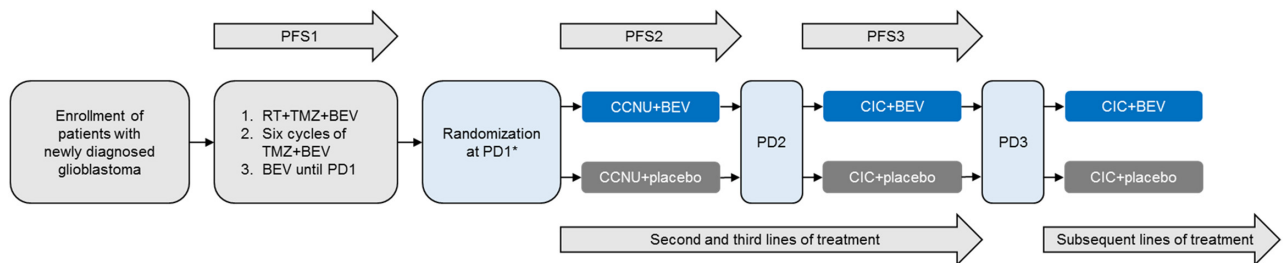 PFS1
PFS2
PFS3
Enrollment of
patients with
newly diagnosed
glioblastoma
1. RT+TMZ+BEV
2. Six cycles of
TMZ+BEV
3. BEV until PD1
Randomization
at PD1*
CCNU+BEV
CCNU+placebo
PD2
CIC+BEV
CIC+placebo
PD3
CIC+BEV
CIC+placebo
Second and third lines of treatment
Subsequent lines of treatment